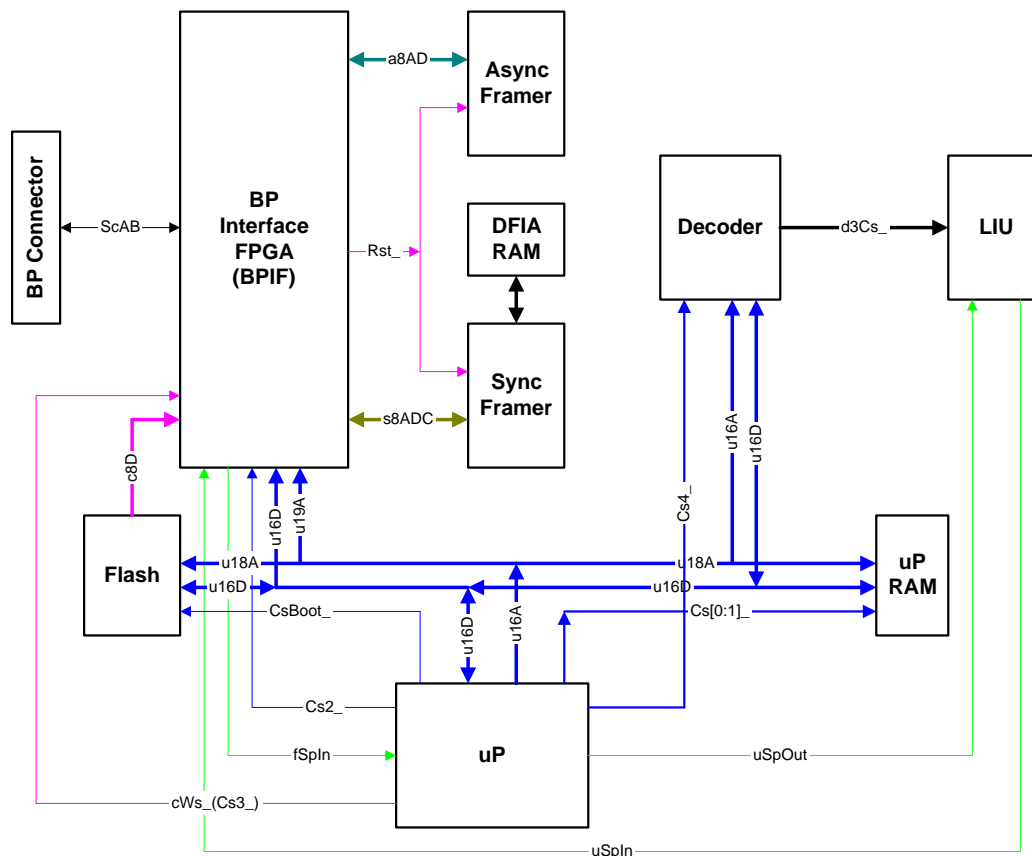 a8AD
Async
Framer
BP Connector
ScAB
BP
Interface
FPGA
(BPIF)
Rst_
DFIA
RAM
Decoder
d3Cs_
LIU
Sync
Framer
s8ADC
c8D
u16D
u19A
Cs4_
u16A
u16D
Flash
u18A
u16D
CsBoot_
u18A
u16D
Cs[0:1]_
uP
RAM
u16D
u16A
Cs2_
fSpIn
uP
uSpOut
cWs_(Cs3_)
uSpIn